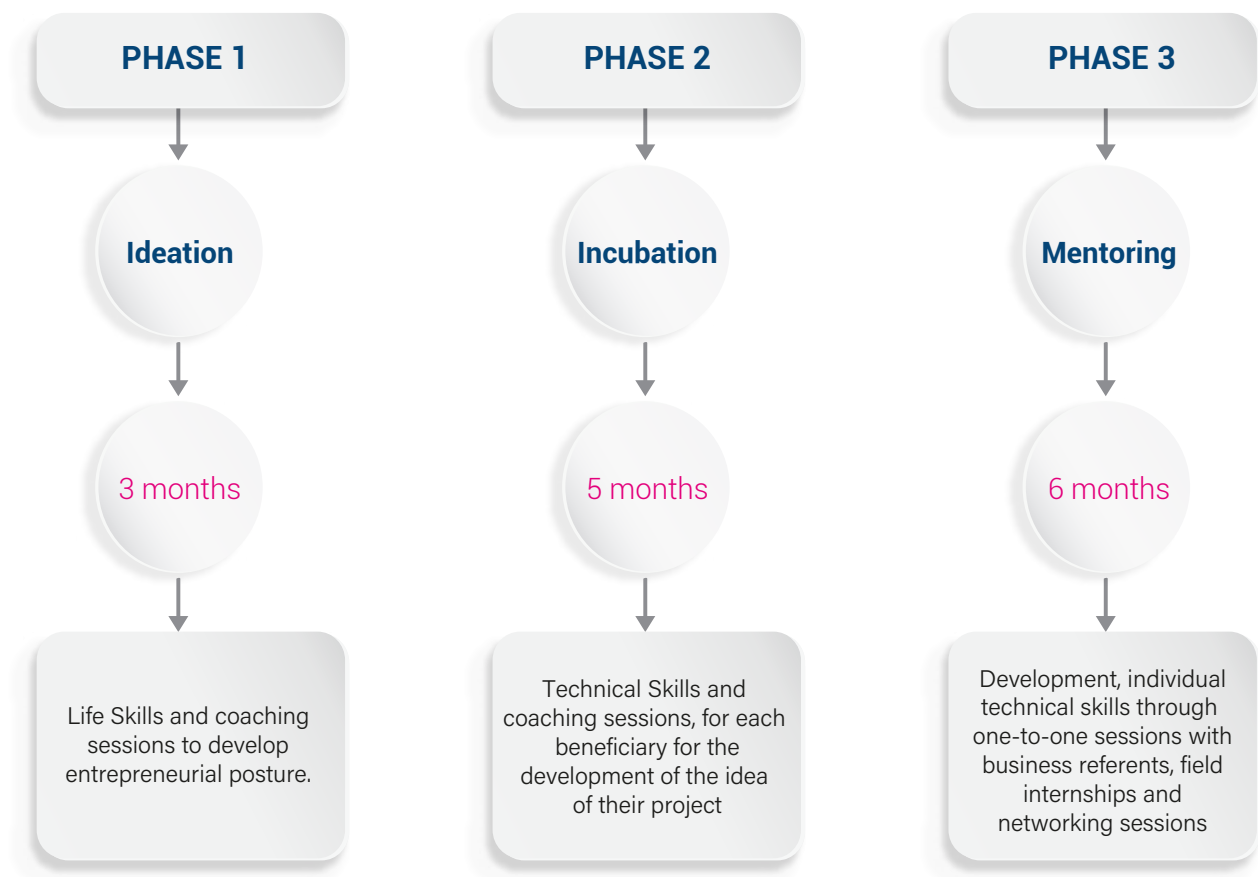 PHASE 1
Ideation
3 months
Life Skills and coaching
sessions to develop
entrepreneurial posture.
PHASE 2
Incubation
5 months
Technical Skills and
coaching sessions, for each
beneficiary for the
development of the idea
of their project
PHASE 3
Mentoring
6 months
Development, individual
technical skills through
one-to-one sessions with
business referents, field
internships and
networking sessions